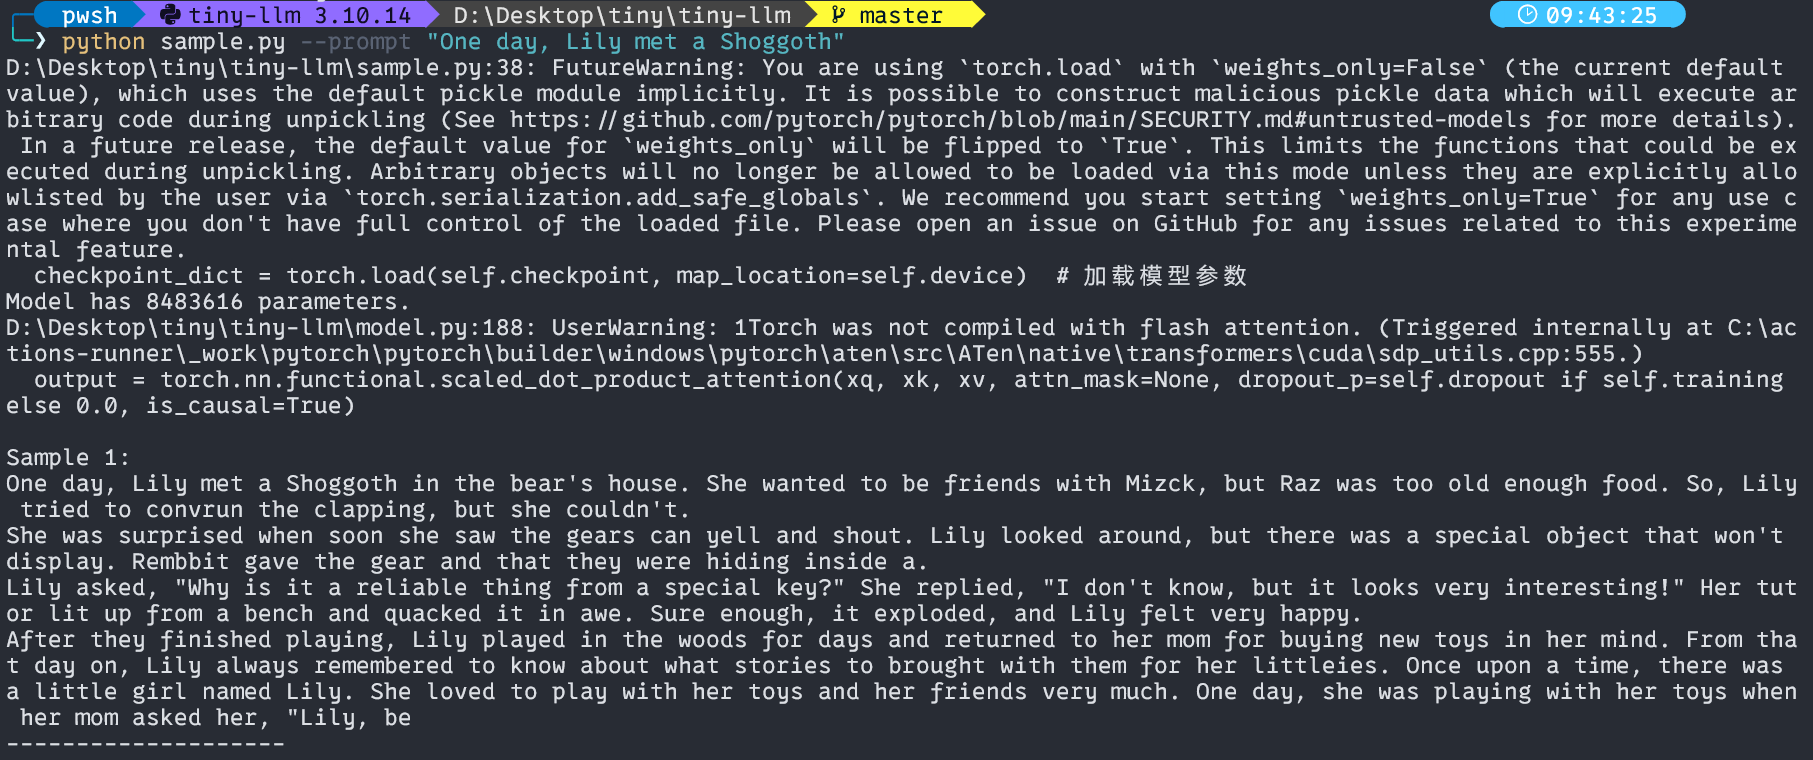 pwsh tiny-llm 3.10.14 D:\Desktop\tiny\tiny-llm master 09:43:25
❯ python sample.py --prompt "One day, Lily met a Shoggoth"
D:\Desktop\tiny\tiny-llm\sample.py:38: FutureWarning: You are using `torch.load` with `weights_only=False` (the current default
value), which uses the default pickle module implicitly. It is possible to construct malicious pickle data which will execute ar
bitrary code during unpickling (See https://github.com/pytorch/pytorch/blob/main/SECURITY.md#untrusted-models for more details).
 In a future release, the default value for `weights_only` will be flipped to `True`. This limits the functions that could be ex
ecuted during unpickling. Arbitrary objects will no longer be allowed to be loaded via this mode unless they are explicitly allo
wlisted by the user via `torch.serialization.add_safe_globals`. We recommend you start setting `weights_only=True` for any use c
ase where you don't have full control of the loaded file. Please open an issue on GitHub for any issues related to this experime
ntal feature.
  checkpoint_dict = torch.load(self.checkpoint, map_location=self.device)  # 加载模型参数
Model has 8483616 parameters.
D:\Desktop\tiny\tiny-llm\model.py:188: UserWarning: 1Torch was not compiled with flash attention. (Triggered internally at C:\ac
tions-runner\_work\pytorch\pytorch\builder\windows\pytorch\aten\src\ATen\native\transformers\cuda\sdp_utils.cpp:555.)
  output = torch.nn.functional.scaled_dot_product_attention(xq, xk, xv, attn_mask=None, dropout_p=self.dropout if self.training
else 0.0, is_causal=True)
Sample 1:
One day, Lily met a Shoggoth in the bear's house. She wanted to be friends with Mizck, but Raz was too old enough food. So, Lily
 tried to convrun the clapping, but she couldn't.
She was surprised when soon she saw the gears can yell and shout. Lily looked around, but there was a special object that won't
display. Rembbit gave the gear and that they were hiding inside a.
Lily asked, "Why is it a reliable thing from a special key?" She replied, "I don't know, but it looks very interesting!" Her tut
or lit up from a bench and quacked it in awe. Sure enough, it exploded, and Lily felt very happy.
After they finished playing, Lily played in the woods for days and returned to her mom for buying new toys in her mind. From tha
t day on, Lily always remembered to know about what stories to brought with them for her littleies. Once upon a time, there was
a little girl named Lily. She loved to play with her toys and her friends very much. One day, she was playing with her toys when
 her mom asked her, "Lily, be
--------------------